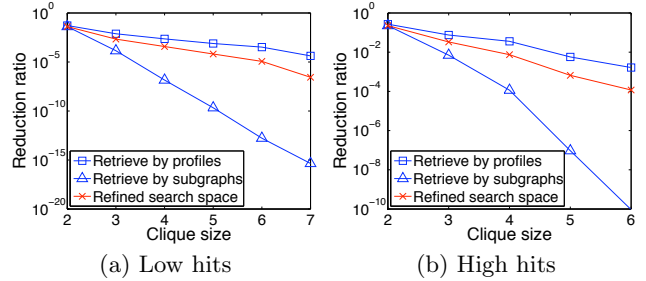 Reduction ratio
10^0
10^-5
10^-10
10^-15
10^-20
Retrieve by profiles
Retrieve by subgraphs
Refined search space
2 3 4 5 6 7
Clique size
(a) Low hits
Reduction ratio
10^0
10^-2
10^-4
10^-6
10^-8
10^-10
Retrieve by profiles
Retrieve by subgraphs
Refined search space
2 3 4 5 6
Clique size
(b) High hits